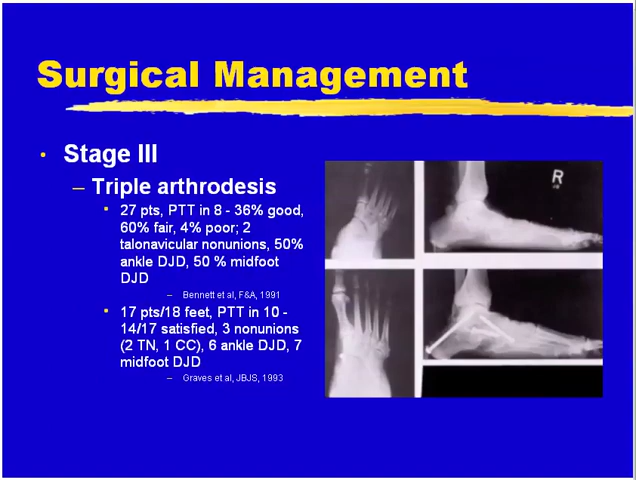 Surgical Management
• Stage III
– Triple arthrodesis
• 27 pts, PTT in 8 - 36% good,
60% fair, 4% poor; 2
talonavicular nonunions, 50%
ankle DJD, 50 % midfoot
DJD
– Bennett et al, F&A, 1991
• 17 pts/18 feet, PTT in 10 -
14/17 satisfied, 3 nonunions
(2 TN, 1 CC), 6 ankle DJD, 7
midfoot DJD
– Graves et al, JBJS, 1993
R